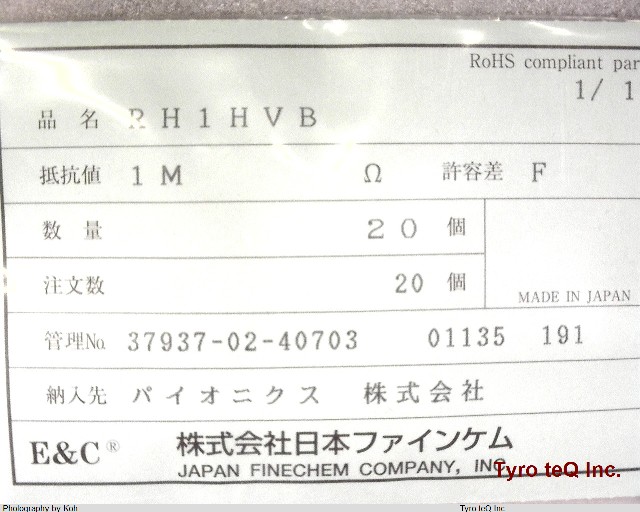 RoHS compliant par
1/ 1
品 名 RH1HVB
抵抗値 1M Ω 許容差 F
数 量 20 個
注文数 20 個
MADE IN JAPAN
管理No. 37937-02-40703 01135 191
納入先 パイオニクス 株式会社
E&C® 株式会社日本ファインケム
JAPAN FINECHEM COMPANY, INC
Tyro teQ Inc.
Photography by Koh Tyro teQ Inc